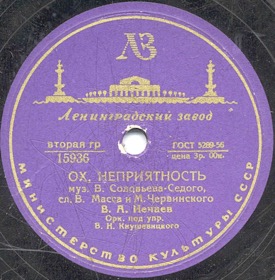 ЛЗ
Ленинградский завод
вторая гр
ГОСТ 5289-56
15936
цена 3р. 00к.
ОХ, НЕПРИЯТНОСТЬ
муз. В. Соловьева-Седого,
сл. В. Масса и М. Червинского
В. А. Нечаев
Орк. под упр.
В. Н. Кнушевицкого
МИНИСТЕРСТВО КУЛЬТУРЫ СССР